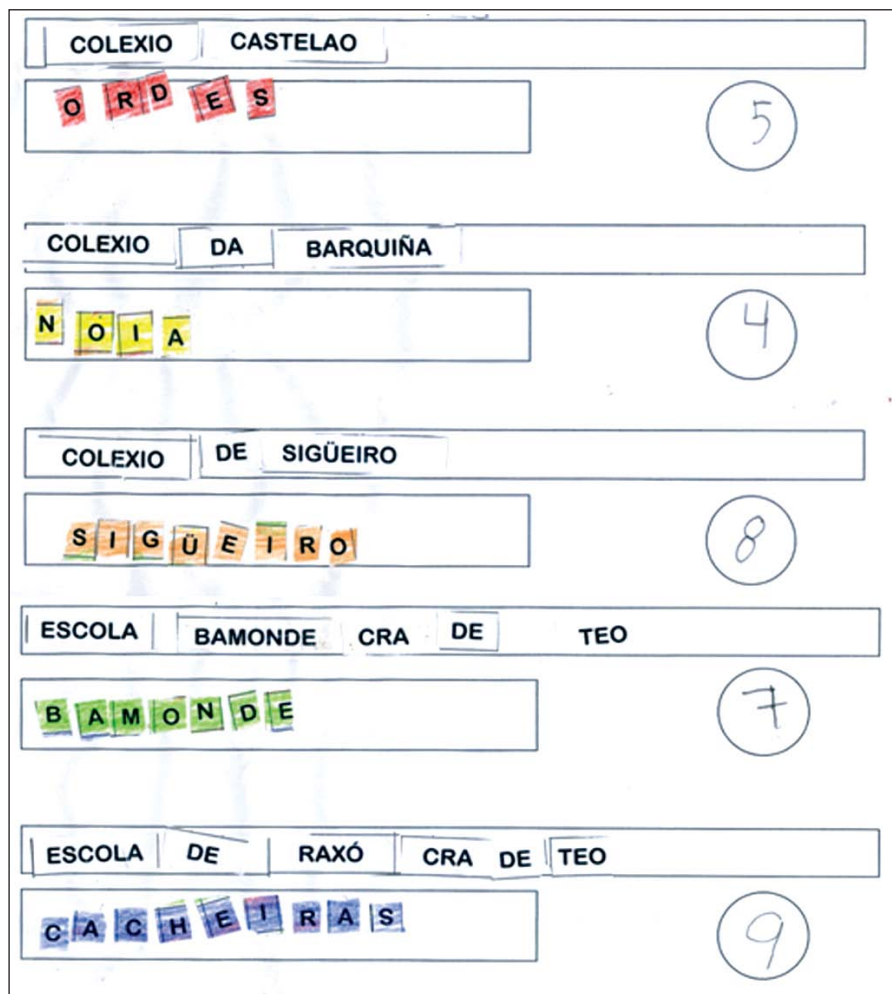 COLEXIO CASTELAO
ORDES
5
COLEXIO DA BARQUIÑA
NOIA
4
COLEXIO DE SIGÜEIRO
SIGÜEIRO
8
ESCOLA BAMONDE CRA DE TEO
BAMONDE
7
ESCOLA DE RAXÓ CRA DE TEO
CACHEIRAS
9